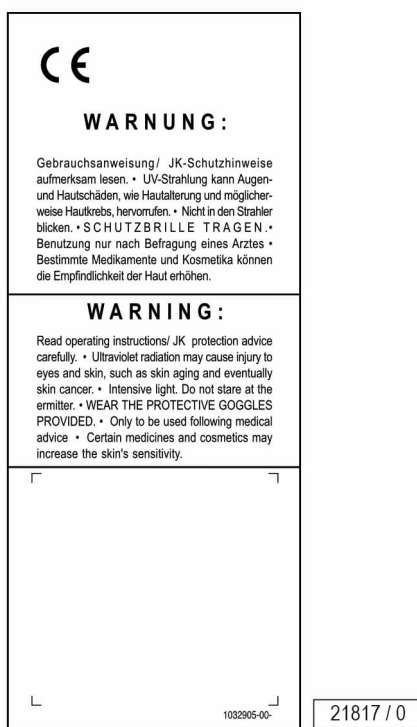 CE
WARNUNG:
Gebrauchsanweisung/ JK-Schutzhinweise
aufmerksam lesen. • UV-Strahlung kann Augen-
und Hautschäden, wie Hautalterung und möglicher-
weise Hautkrebs, hervorrufen. • Nicht in den Strahler
blicken. • SCHUTZBRILLE TRAGEN. •
Benutzung nur nach Befragung eines Arztes •
Bestimmte Medikamente und Kosmetika können
die Empfindlichkeit der Haut erhöhen.
WARNING:
Read operating instructions/ JK protection advice
carefully. • Ultraviolet radiation may cause injury to
eyes and skin, such as skin aging and eventually
skin cancer. • Intensive light. Do not stare at the
ermitter. • WEAR THE PROTECTIVE GOGGLES
PROVIDED. • Only to be used following medical
advice • Certain medicines and cosmetics may
increase the skin's sensitivity.
1032905-00-
21817 / 0